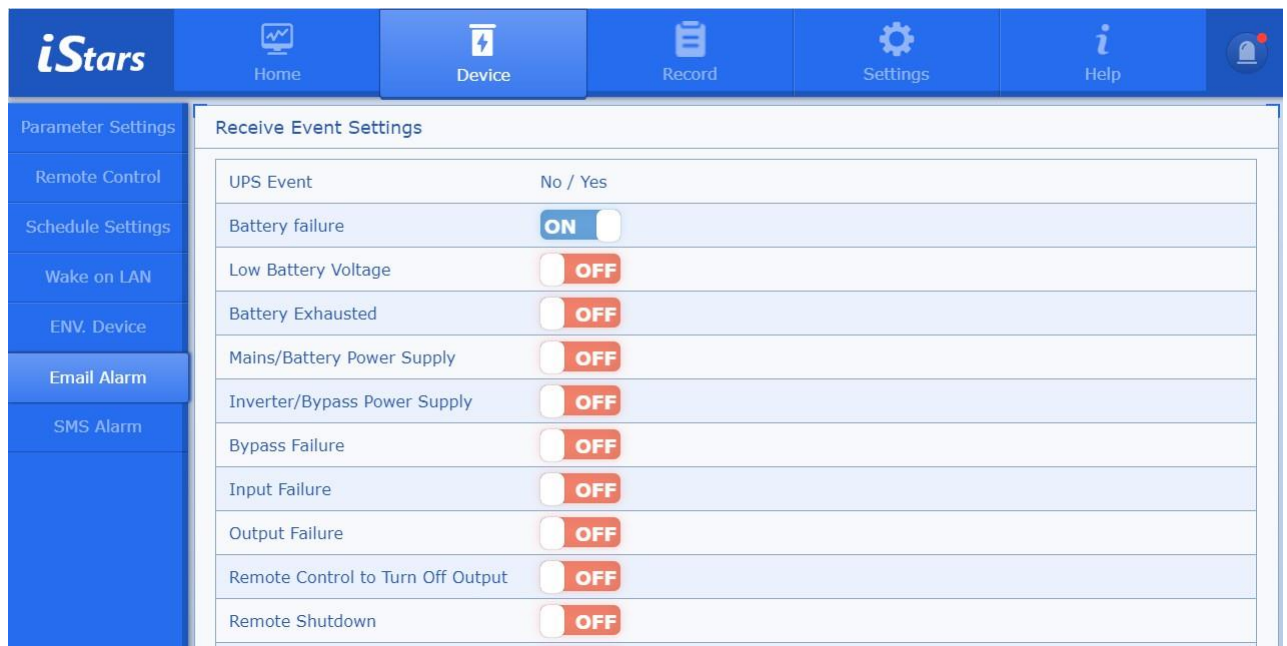 iStars
Home
Device
Record
Settings
Help
Parameter Settings
Remote Control
Schedule Settings
Wake on LAN
ENV. Device
Email Alarm
SMS Alarm
Receive Event Settings
UPS Event No / Yes
Battery failure ON
Low Battery Voltage OFF
Battery Exhausted OFF
Mains/Battery Power Supply OFF
Inverter/Bypass Power Supply OFF
Bypass Failure OFF
Input Failure OFF
Output Failure OFF
Remote Control to Turn Off Output OFF
Remote Shutdown OFF